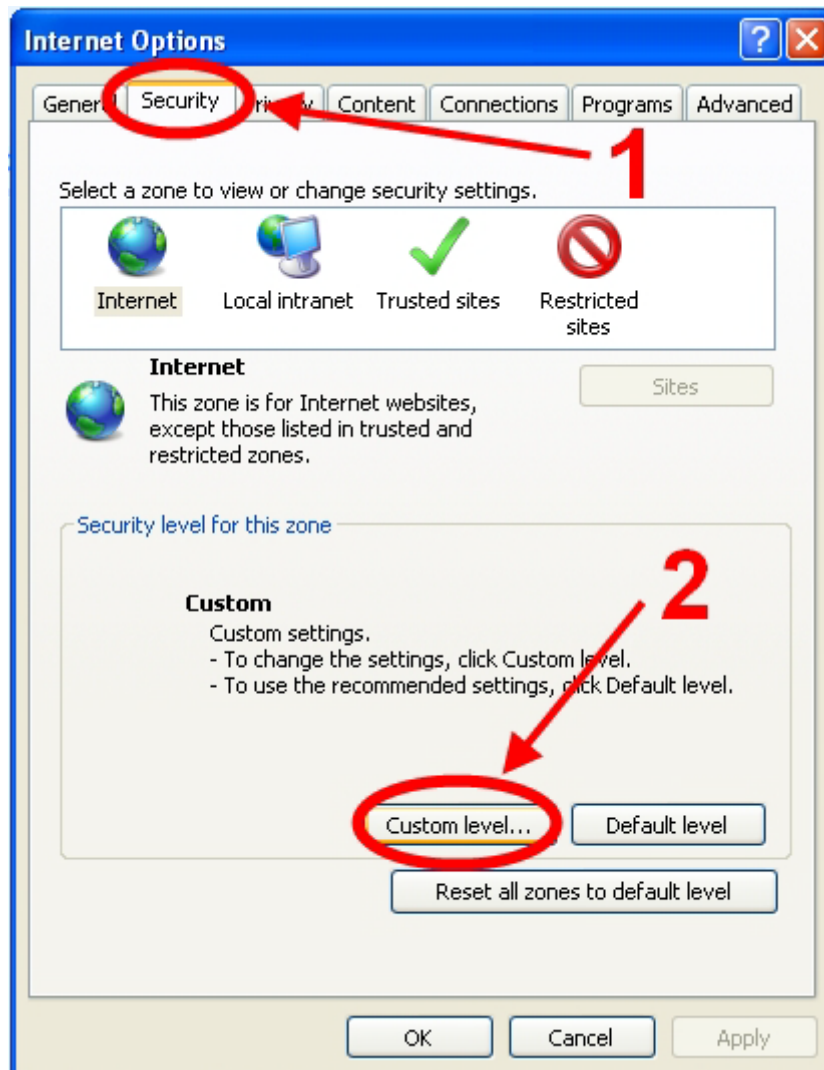 Internet Options
General Security Privacy Content Connections Programs Advanced
1
Select a zone to view or change security settings.
Internet Local intranet Trusted sites Restricted sites
Internet
Sites
This zone is for Internet websites,
except those listed in trusted and
restricted zones.
Security level for this zone
2
Custom
Custom settings.
- To change the settings, click Custom level.
- To use the recommended settings, click Default level.
Custom level... Default level
Reset all zones to default level
OK Cancel Apply